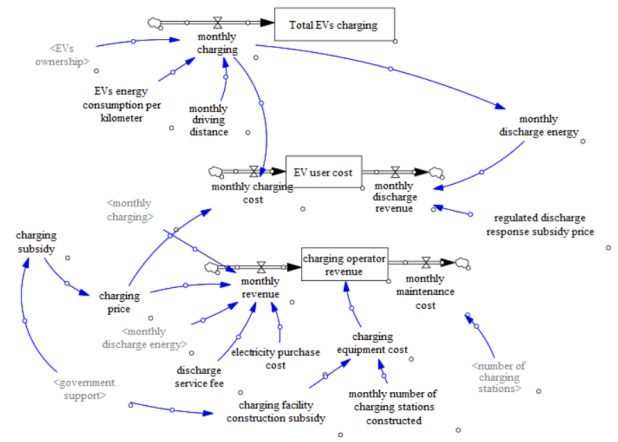 Total EVs charging
monthly
charging
<EVs
ownership>
EVs energy
consumption per
kilometer
monthly
driving
distance
monthly
discharge energy
EV user cost
monthly charging
cost
monthly
discharge
revenue
<monthly
charging>
regulated discharge
response subsidy price
charging
subsidy
charging operator
revenue
monthly
revenue
monthly
maintenance
cost
charging
price
<monthly
discharge energy>
electricity purchase
cost
charging
equipment cost
discharge
service fee
<number of
charging
stations>
<government
support>
charging facility
construction subsidy
monthly number of
charging stations
constructed